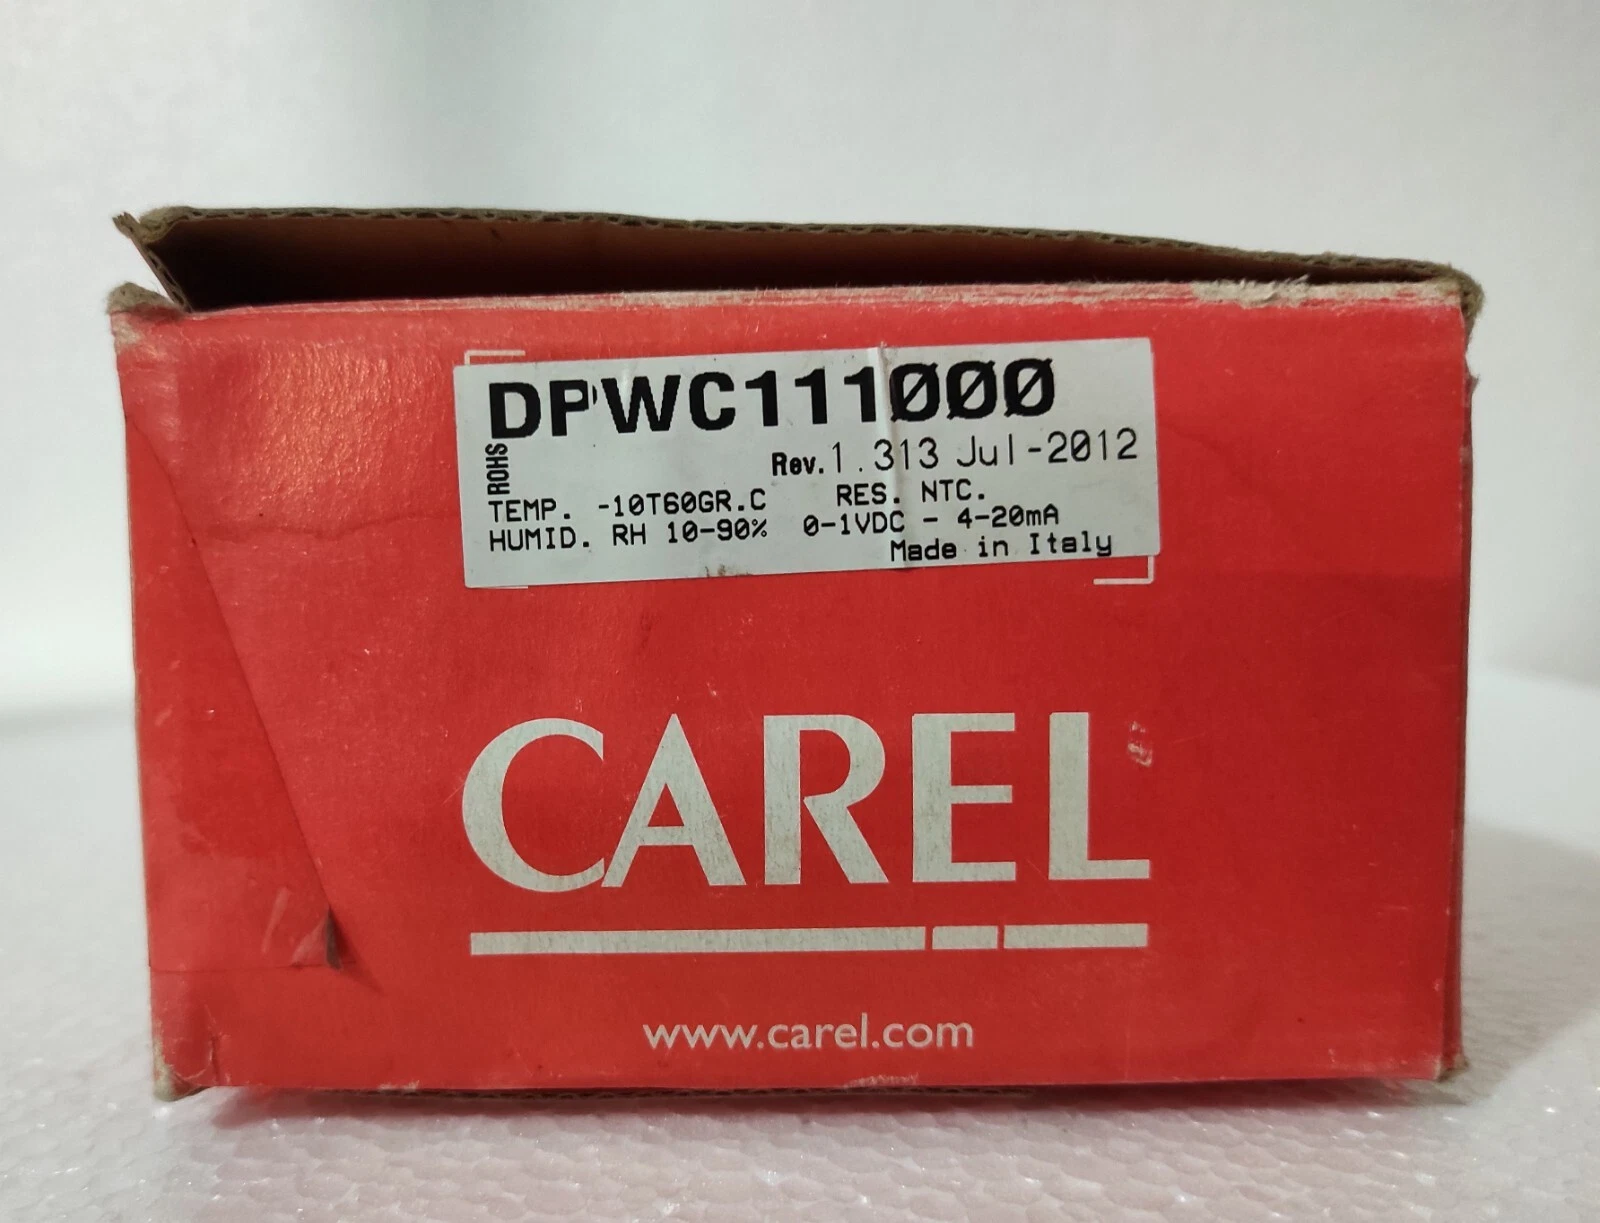 DPWC111000
Rev.1.313 Jul-2012
ROHS
TEMP. -10T60GR.C RES. NTC.
HUMID. RH 10-90% 0-1VDC - 4-20mA
Made in Italy
CAREL
www.carel.com